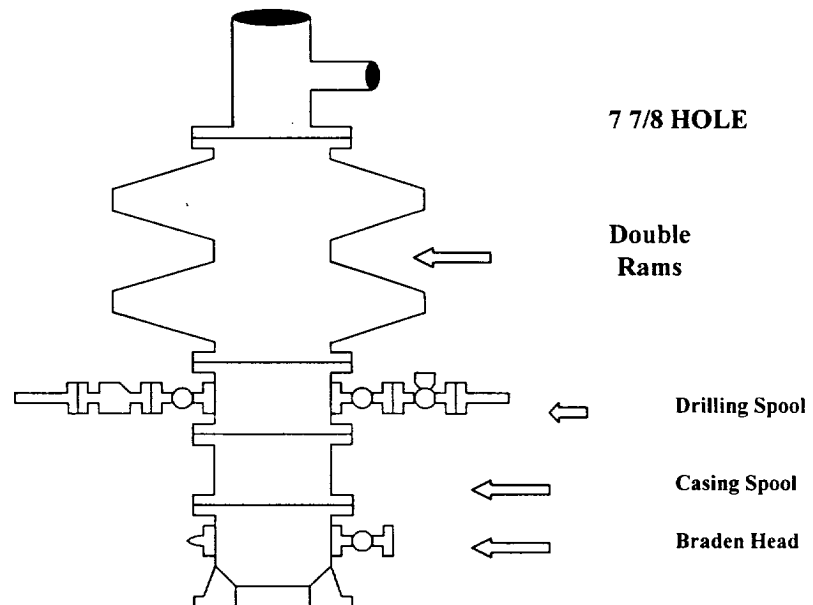 7 7/8 HOLE
Double
Rams
Drilling Spool
Casing Spool
Braden Head